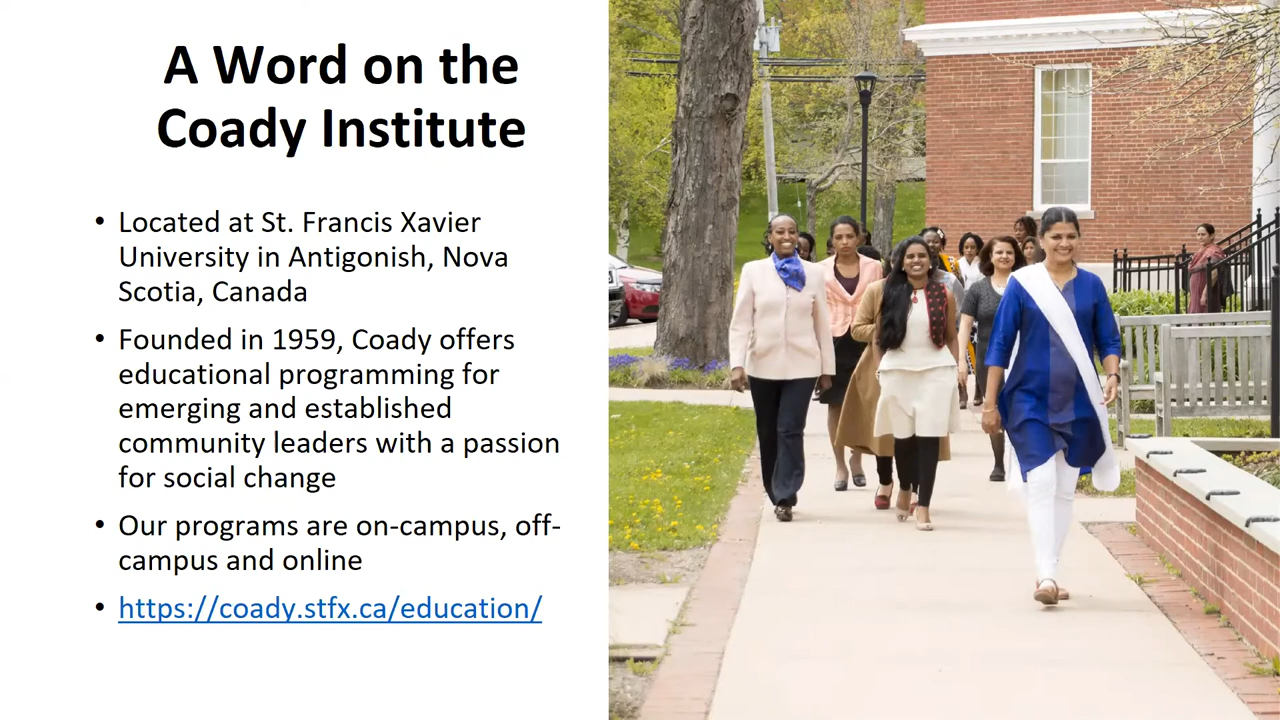 A Word on the
Coady Institute
• Located at St. Francis Xavier
University in Antigonish, Nova
Scotia, Canada
• Founded in 1959, Coady offers
educational programming for
emerging and established
community leaders with a passion
for social change
• Our programs are on-campus, off-
campus and online
• https://coady.stfx.ca/education/